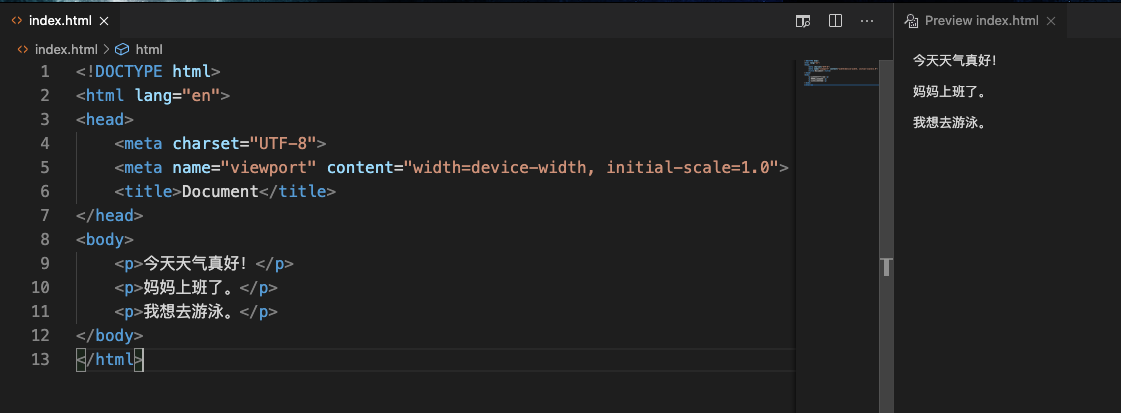 index.html
Preview index.html
index.html > html
1 <!DOCTYPE html>
2 <html lang="en">
3 <head>
4     <meta charset="UTF-8">
5     <meta name="viewport" content="width=device-width, initial-scale=1.0">
6     <title>Document</title>
7 </head>
8 <body>
9     <p>今天天气真好！</p>
10     <p>妈妈上班了。</p>
11     <p>我想去游泳。</p>
12 </body>
13 </html>
今天天气真好！
妈妈上班了。
我想去游泳。